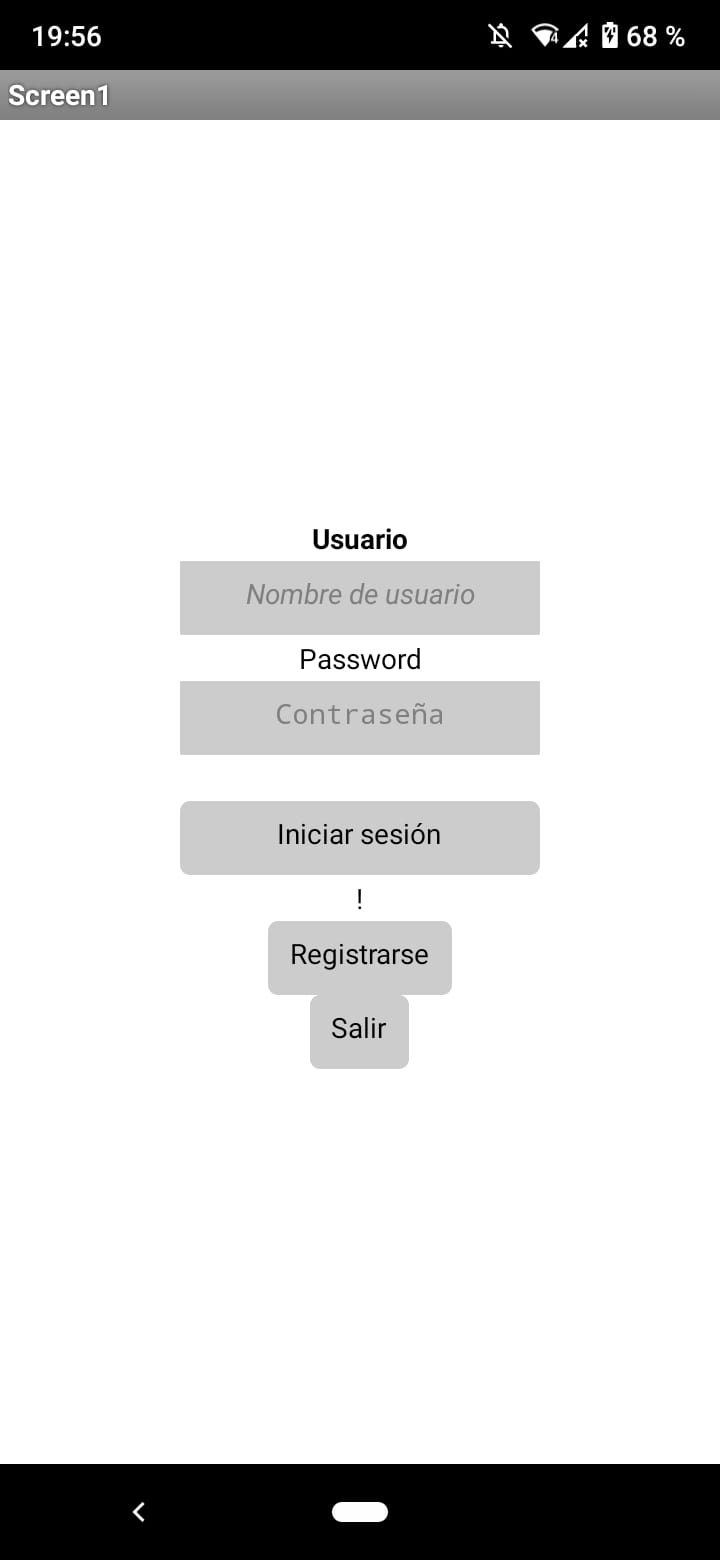 19:56
68 %
Screen1
Usuario
Nombre de usuario
Password
Contraseña
Iniciar sesión
!
Registrarse
Salir